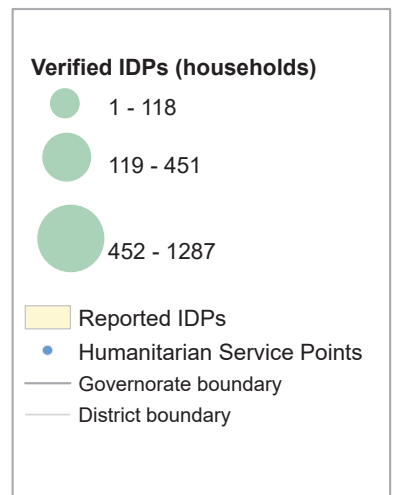 Verified IDPs (households)
1 - 118
119 - 451
452 - 1287
Reported IDPs
Humanitarian Service Points
Governorate boundary
District boundary